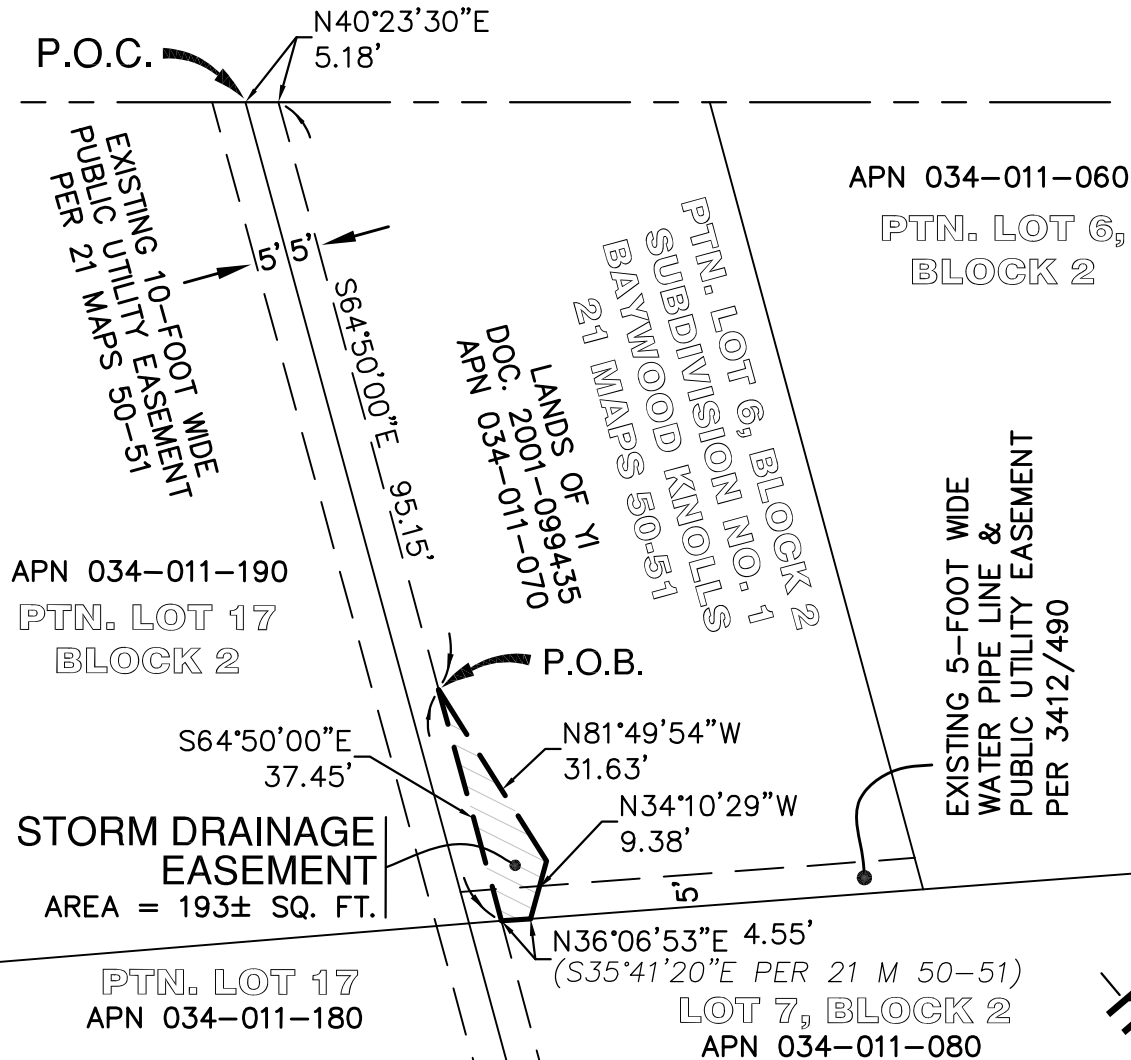 N40°23'30"E
5.18'
P.O.C.
EXISTING 10-FOOT WIDE
PUBLIC UTILITY EASEMENT
PER 21 MAPS 50-51
5' 5'
S64°50'00"E 95.15'
LANDS OF YI
DOC. 2001-099435
APN 034-011-070
PTN. LOT 6, BLOCK 2
SUBDIVISION NO. 1
BAYWOOD KNOLLS
21 MAPS 50-51
APN 034-011-060
PTN. LOT 6,
BLOCK 2
APN 034-011-190
PTN. LOT 17
BLOCK 2
P.O.B.
EXISTING 5-FOOT WIDE
WATER PIPE LINE &
PUBLIC UTILITY EASEMENT
PER 3412/490
S64°50'00"E
37.45'
N81°49'54"W
31.63'
N34°10'29"W
9.38'
STORM DRAINAGE
EASEMENT
AREA = 193± SQ. FT.
5'
N36°06'53"E 4.55'
(S35°41'20"E PER 21 M 50-51)
PTN. LOT 17
APN 034-011-180
LOT 7, BLOCK 2
APN 034-011-080